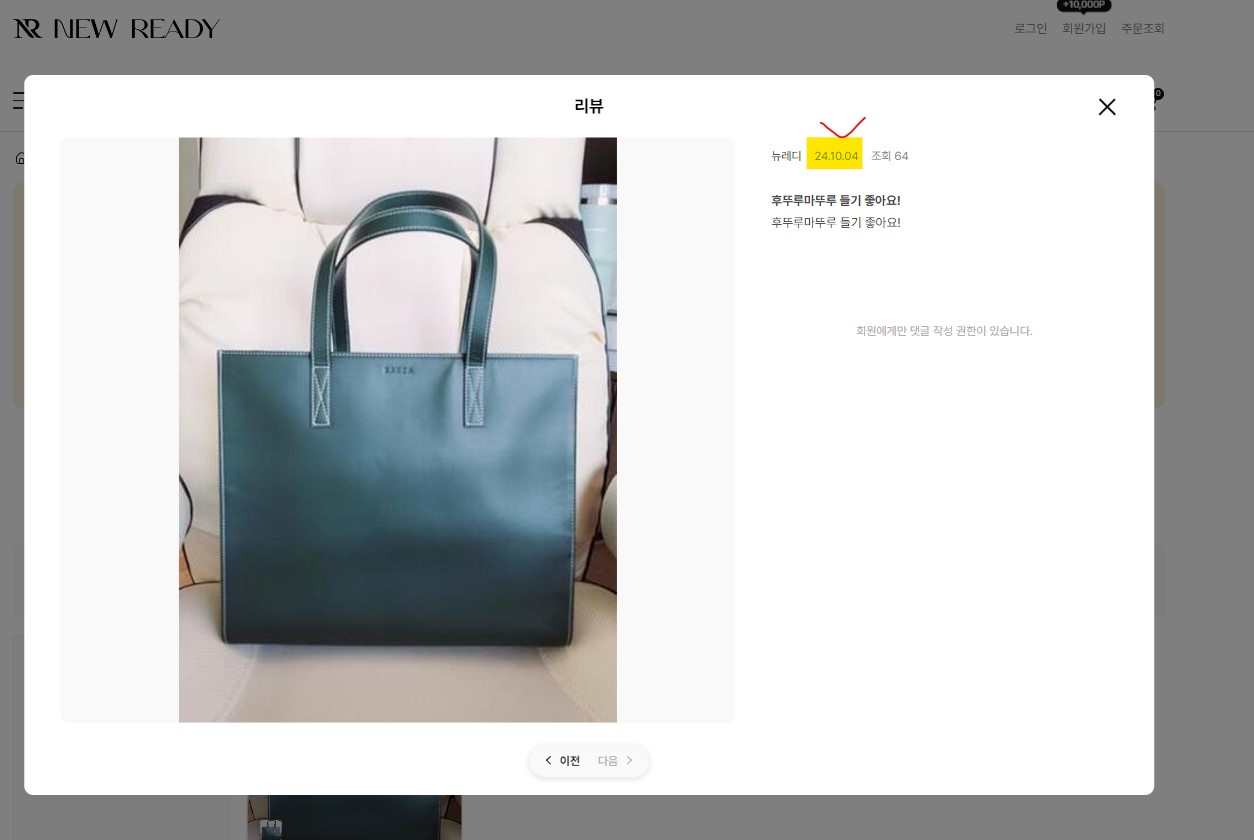 +10,000P
NR NEW READY
로그인 회원가입 주문조회
0
리뷰
뉴레디 24.10.04 조회 64
후뚜루마뚜루 들기 좋아요!
후뚜루마뚜루 들기 좋아요!
회원에게만 댓글 작성 권한이 있습니다.
이전 다음